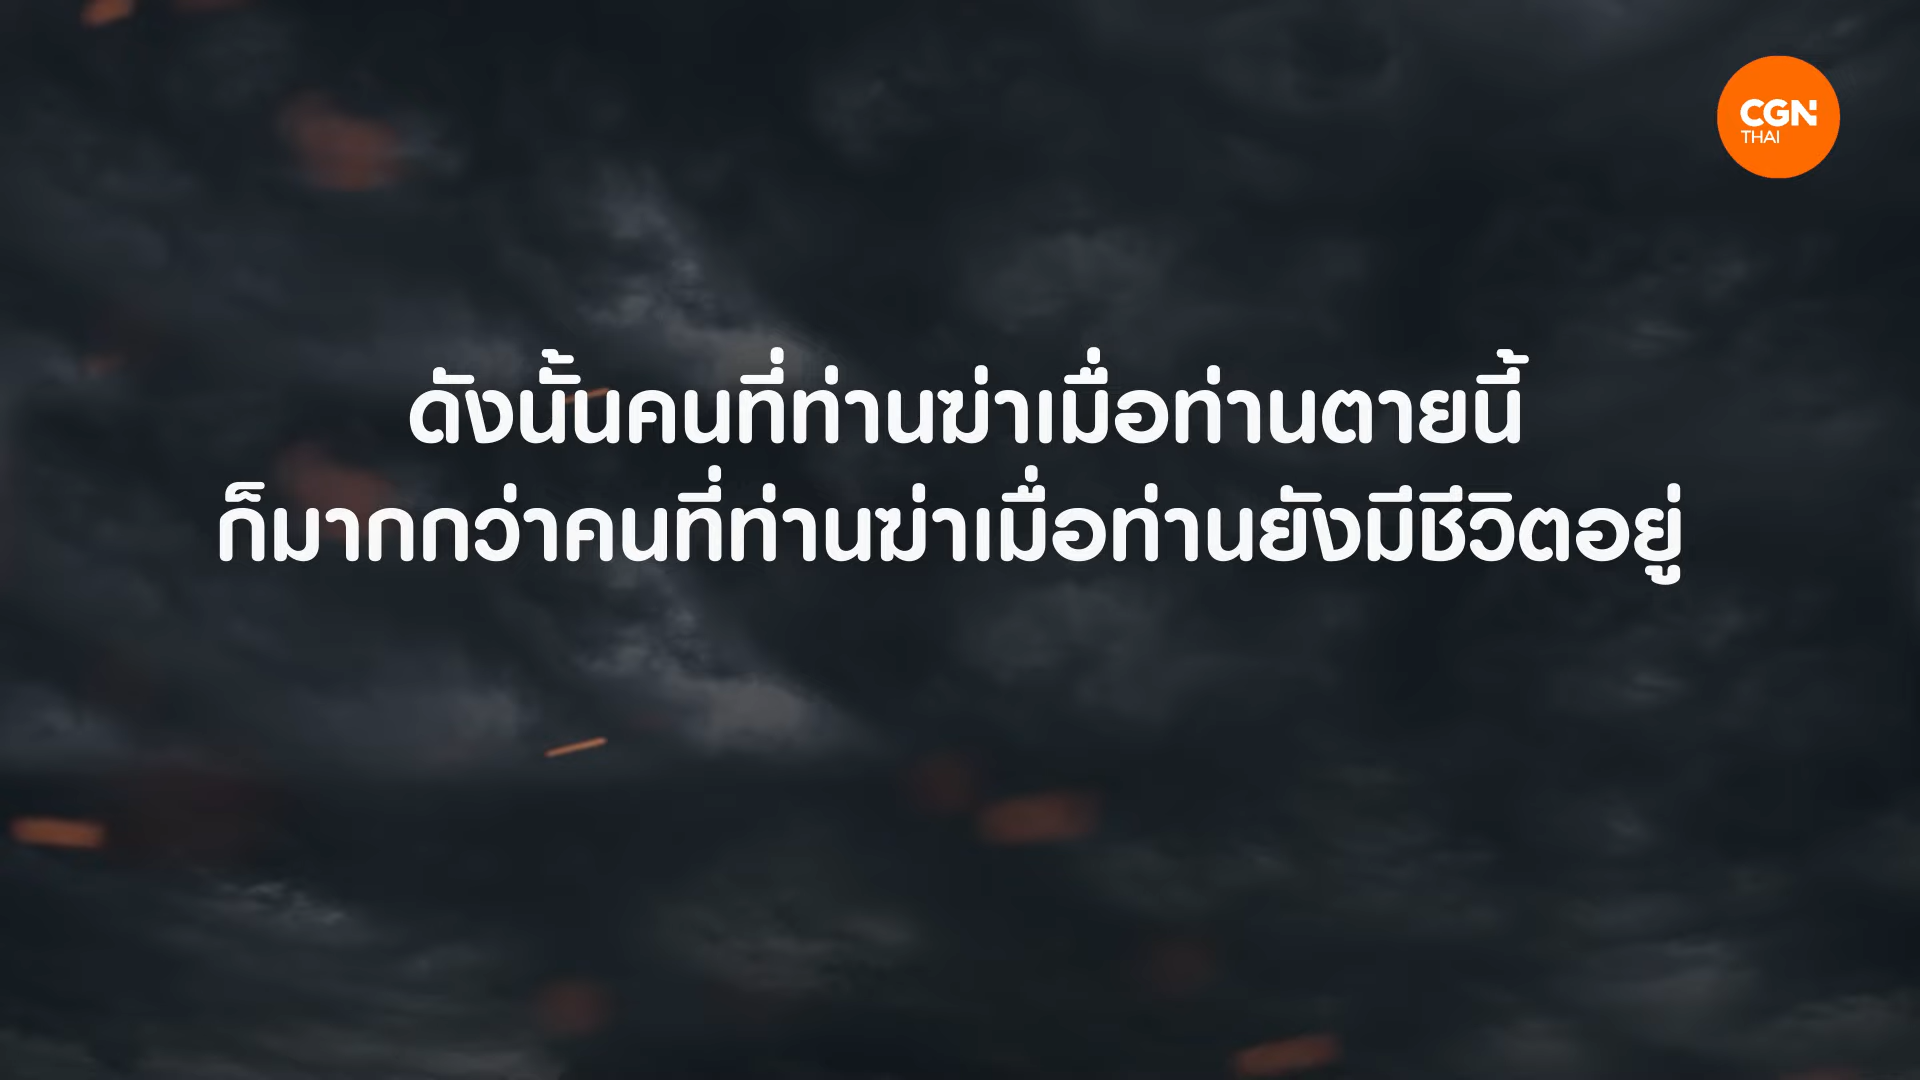 CGN
THAI
ดังนั้นคนที่ท่านฆ่าเมื่อท่านตายนี้
ก็มากกว่าคนที่ท่านฆ่าเมื่อท่านยังมีชีวิตอยู่